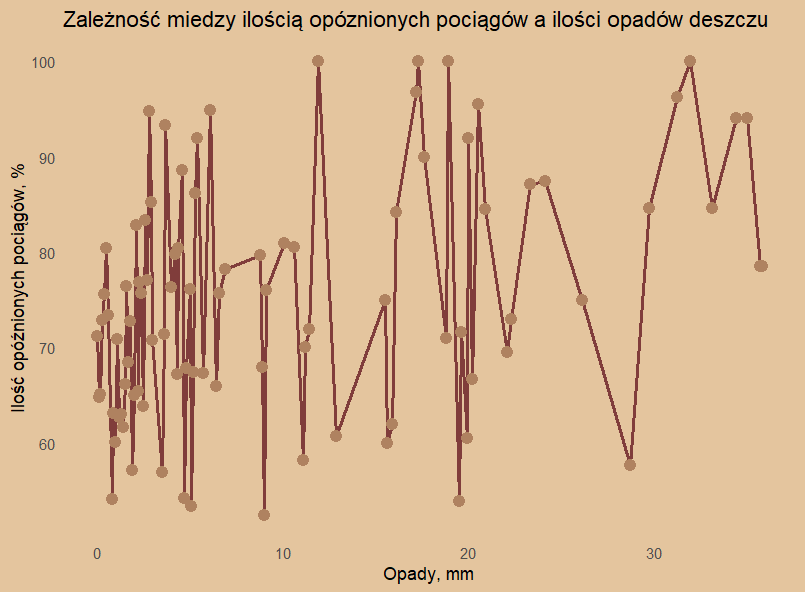 Zależność miedzy ilością opóznionych pociągów a ilości opadów deszczu
Ilość opóżnionych pociągów, %
100
90
80
70
60
0 10 20 30
Opady, mm